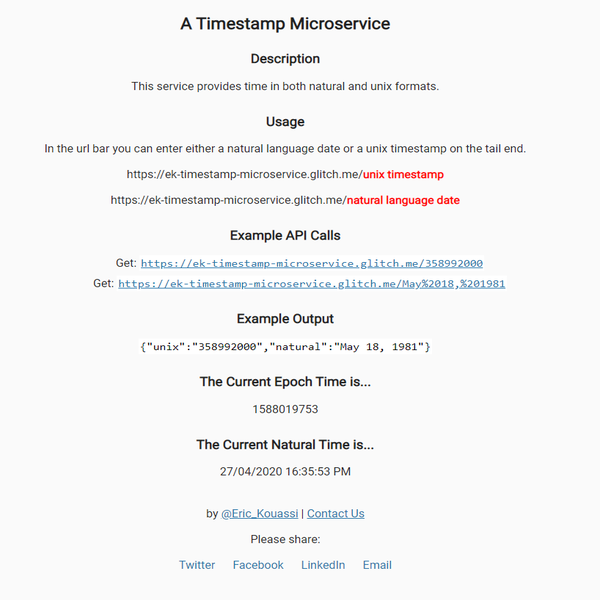 A Timestamp Microservice
Description
This service provides time in both natural and unix formats.
Usage
In the url bar you can enter either a natural language date or a unix timestamp on the tail end.
https://ek-timestamp-microservice.glitch.me/unix timestamp
https://ek-timestamp-microservice.glitch.me/natural language date
Example API Calls
Get: https://ek-timestamp-microservice.glitch.me/358992000
Get: https://ek-timestamp-microservice.glitch.me/May%2018,%201981
Example Output
{"unix":"358992000","natural":"May 18, 1981"}
The Current Epoch Time is...
1588019753
The Current Natural Time is...
27/04/2020 16:35:53 PM
by @Eric_Kouassi | Contact Us
Please share:
Twitter Facebook LinkedIn Email